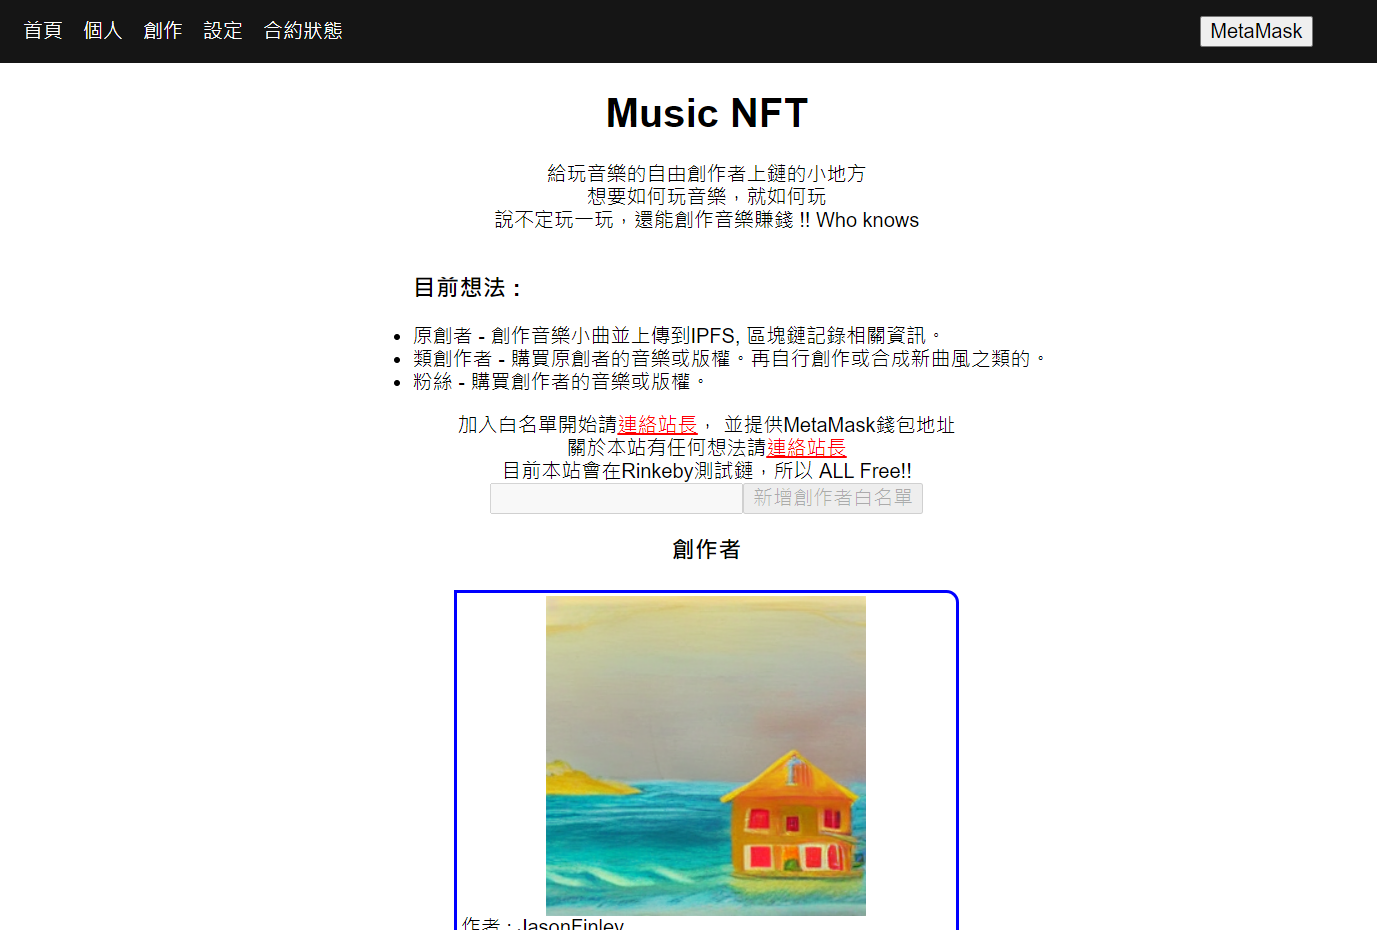 首頁 個人 創作 設定 合約狀態 MetaMask
Music NFT
給玩音樂的自由創作者上鏈的小地方
想要如何玩音樂，就如何玩
說不定玩一玩，還能創作音樂賺錢 !! Who knows
目前想法 :
• 原創者 - 創作音樂小曲並上傳到IPFS, 區塊鏈記錄相關資訊。
• 類創作者 - 購買原創者的音樂或版權。再自行創作或合成新曲風之類的。
• 粉絲 - 購買創作者的音樂或版權。
加入白名單開始請連絡站長， 並提供MetaMask錢包地址
關於本站有任何想法請連絡站長
目前本站會在Rinkeby測試鏈，所以 ALL Free!!
新增創作者白名單
創作者
作者 : JasonFinley